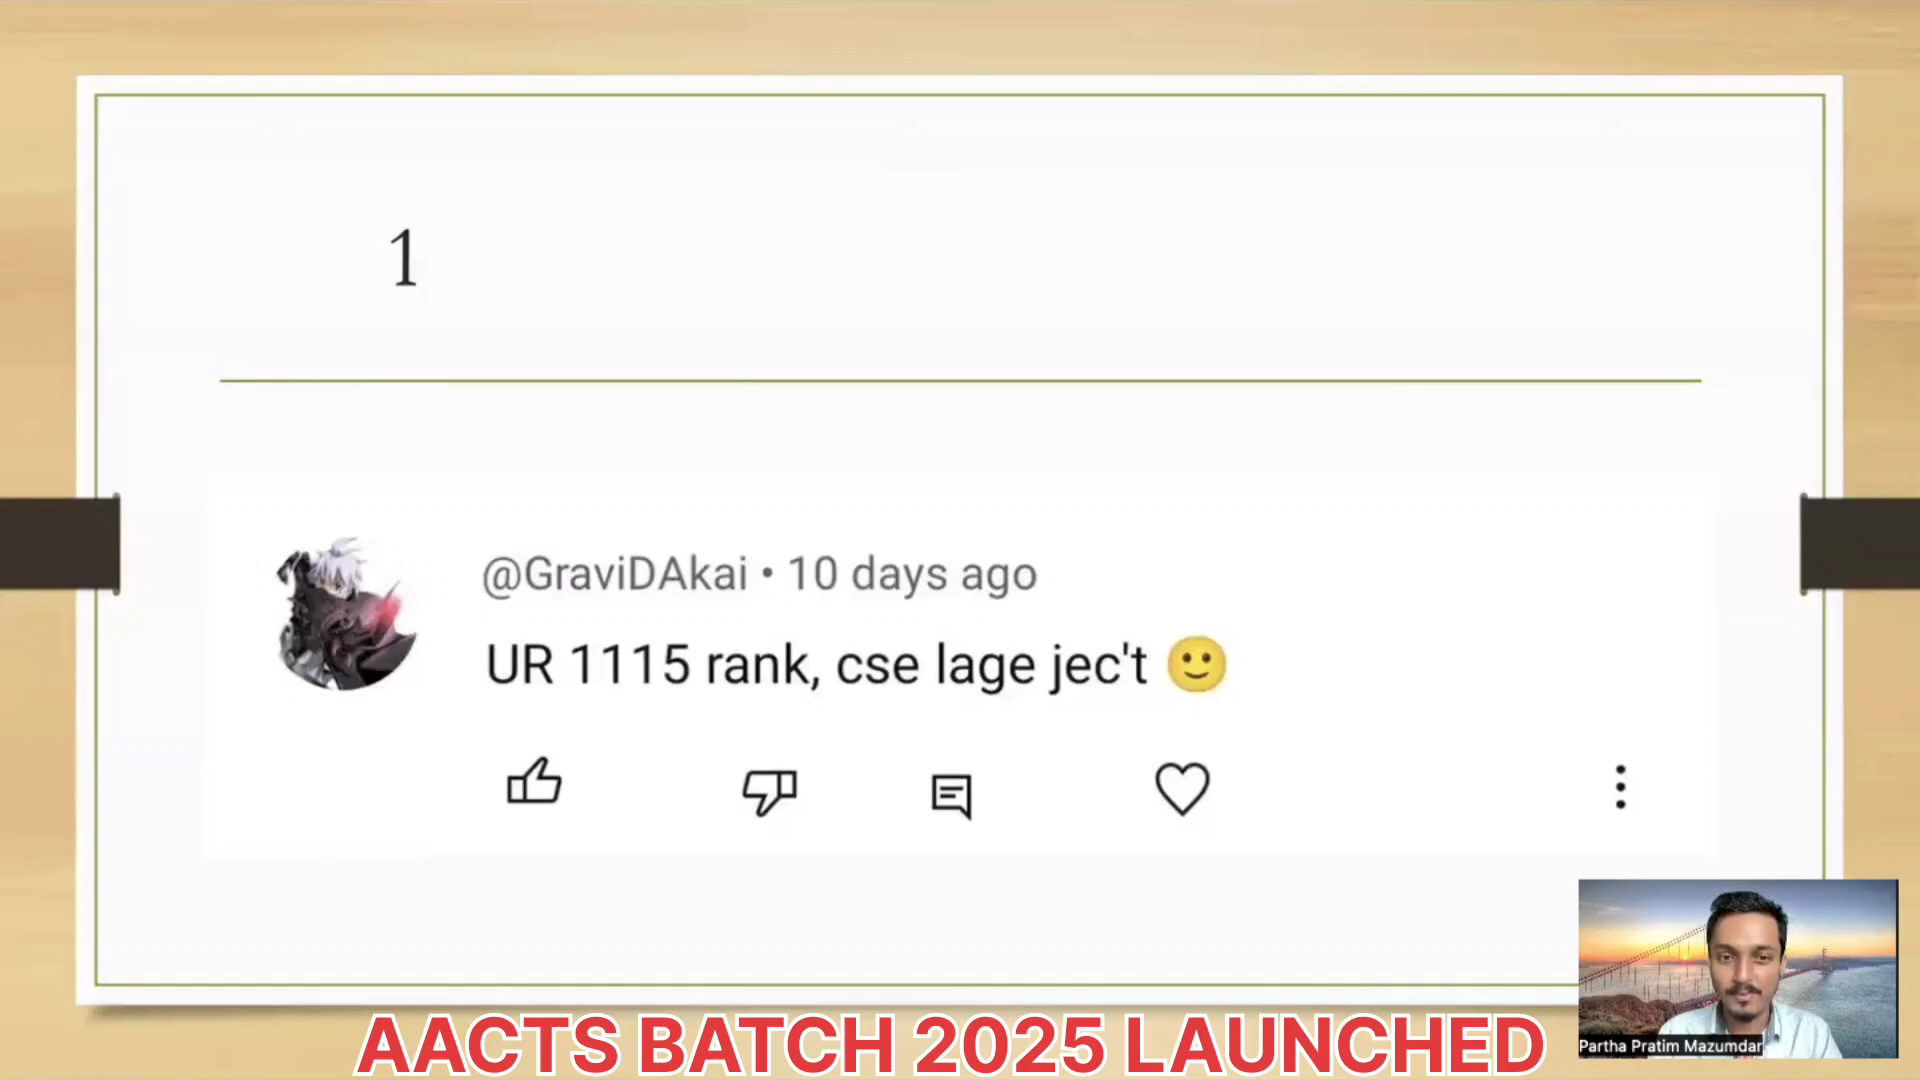 1
@GraviDAkai • 10 days ago
UR 1115 rank, cse lage jec't 🙂
Partha Pratim Mazumdar
AACTS BATCH 2025 LAUNCHED